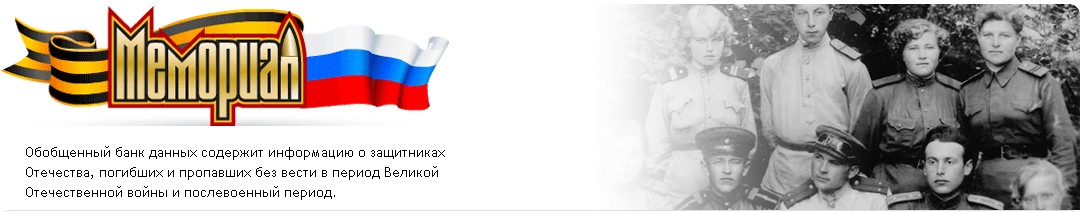 Мемориал
Обобщенный банк данных содержит информацию о защитниках
Отечества, погибших и пропавших без вести в период Великой
Отечественной войны и послевоенный период.